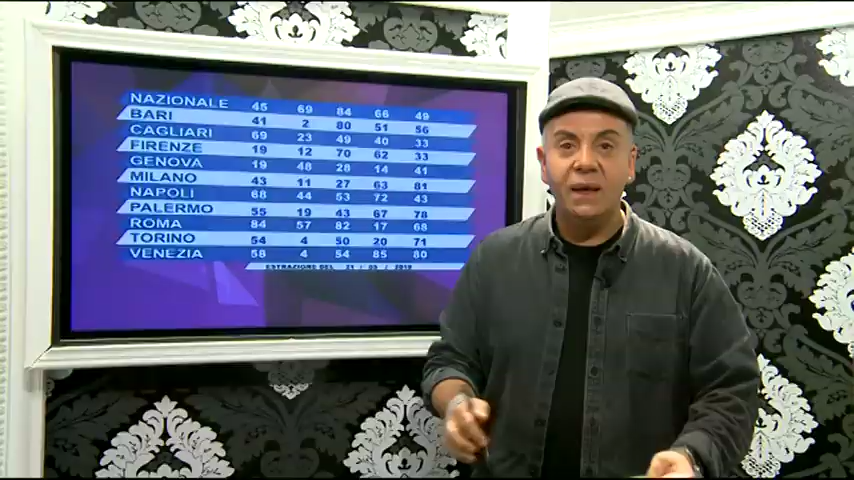 NAZIONALE 45 69 84 66 49
BARI 41 2 80 51 56
CAGLIARI 69 23 49 40 33
FIRENZE 19 12 70 62 33
GENOVA 19 48 28 14 41
MILANO 43 11 27 63 81
NAPOLI 68 44 53 72 43
PALERMO 55 19 43 67 78
ROMA 84 57 82 17 68
TORINO 54 4 50 20 71
VENEZIA 58 4 54 85 80
ESTRAZIONE DEL